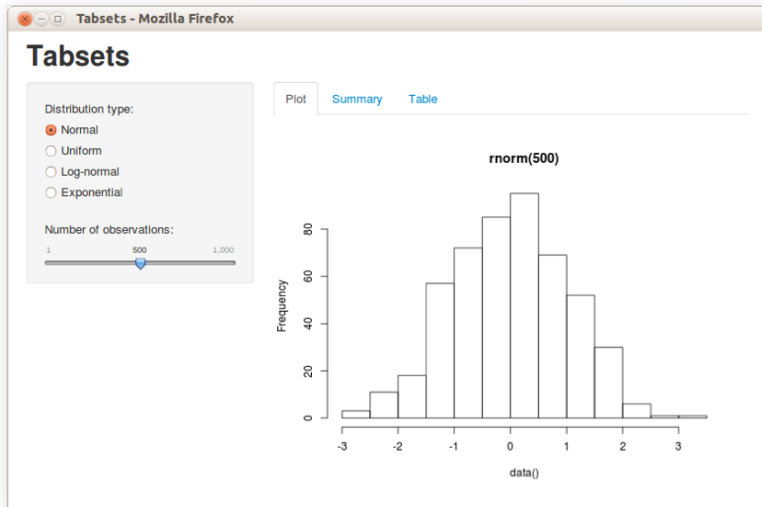 Tabsets - Mozilla Firefox
Tabsets
Distribution type:
Normal
Uniform
Log-normal
Exponential
Number of observations:
1 500 1,000
Plot Summary Table
rnorm(500)
Frequency
80
60
40
20
0
-3 -2 -1 0 1 2 3
data()